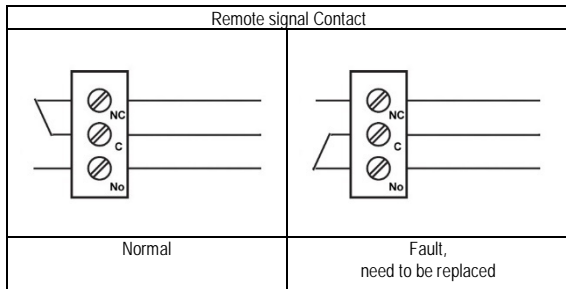 Remote signal Contact
NC
C
No
NC
C
No
Normal
Fault,
need to be replaced